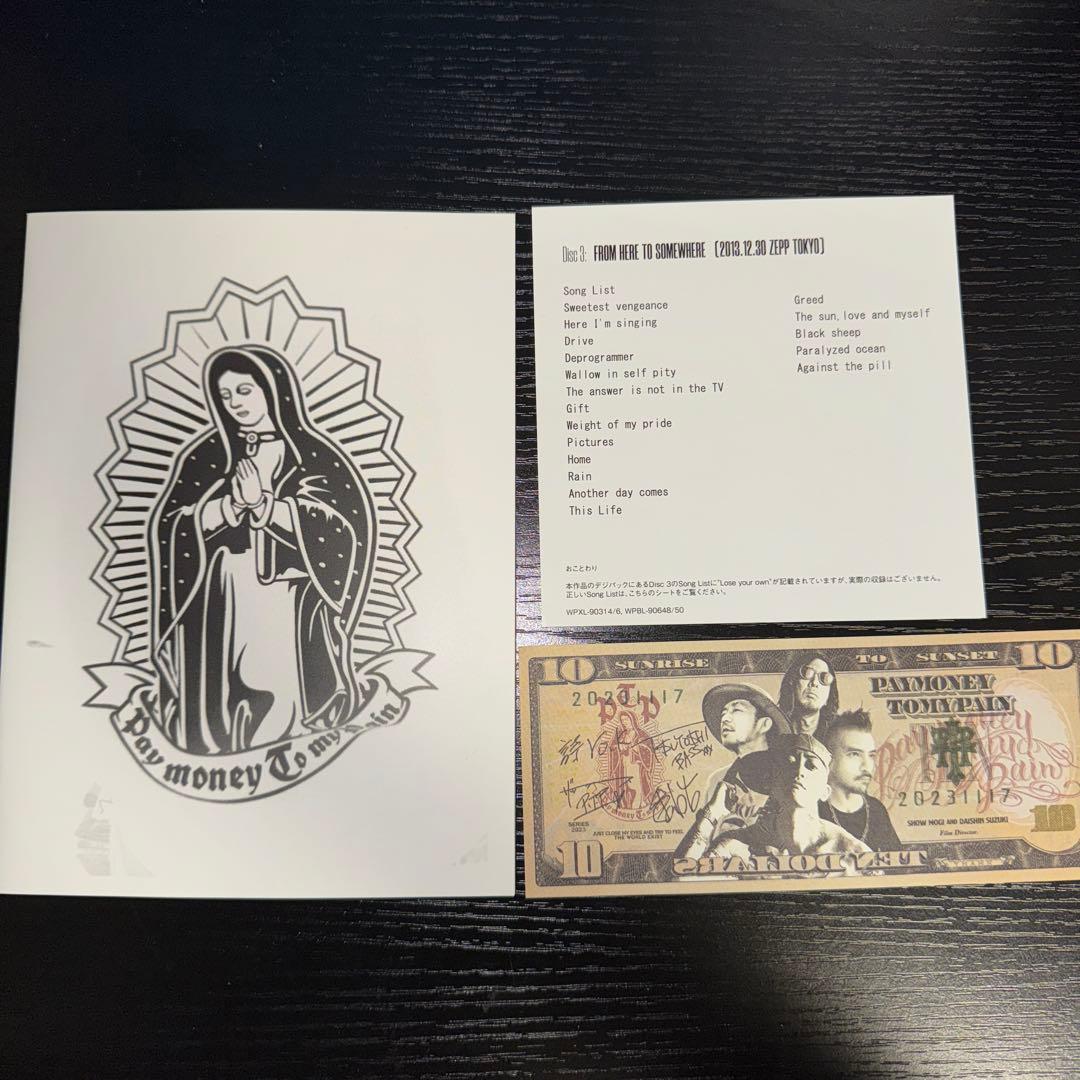 Pay money To my Pain
Disc 3: FROM HERE TO SOMEWHERE [2013.12.30 ZEPP TOKYO]
Song List
Sweetest vengeance
Here I'm singing
Drive
Deprogrammer
Wallow in self pity
The answer is not in the TV
Gift
Weight of my pride
Pictures
Home
Rain
Another day comes
This Life
Greed
The sun, love and myself
Black sheep
Paralyzed ocean
Against the pill
おことわり
本作品のデジパックにあるDisc 3のSong Listに"Lose your own"が記載されていますが、実際の収録はございません。
正しいSong Listは、こちらのシートをご覧ください。
WPXL-90314/6, WPBL-90648/50
10 SUNRISE TO SUNSET 10
20231117
PTP
PAYMONEY
TOMYPAIN
Pay money
To my Pain
20231117
SHOW MOGI AND DAISHIN SUZUKI
Film Director.
SERIES
2023
JUST CLOSE MY EYES AND TRY TO FEEL
THE WORLD EXIST
10 TEN DOLLARS